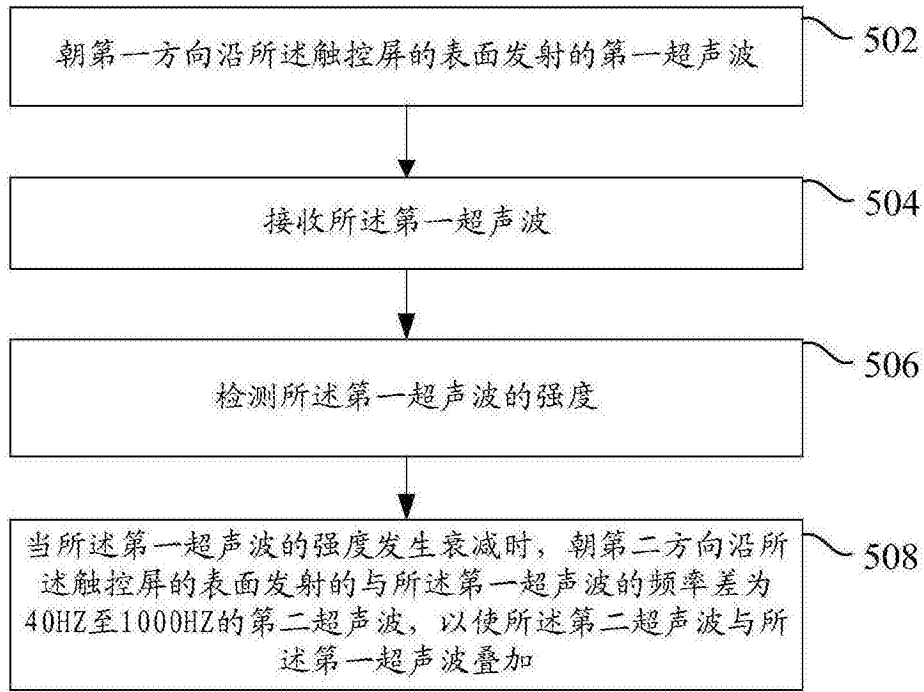 朝第一方向沿所述触控屏的表面发射的第一超声波
502
接收所述第一超声波
504
检测所述第一超声波的强度
506
当所述第一超声波的强度发生衰减时，朝第二方向沿所
述触控屏的表面发射的与所述第一超声波的频率差为
40HZ至1000HZ的第二超声波，以使所述第二超声波与所
述第一超声波叠加
508